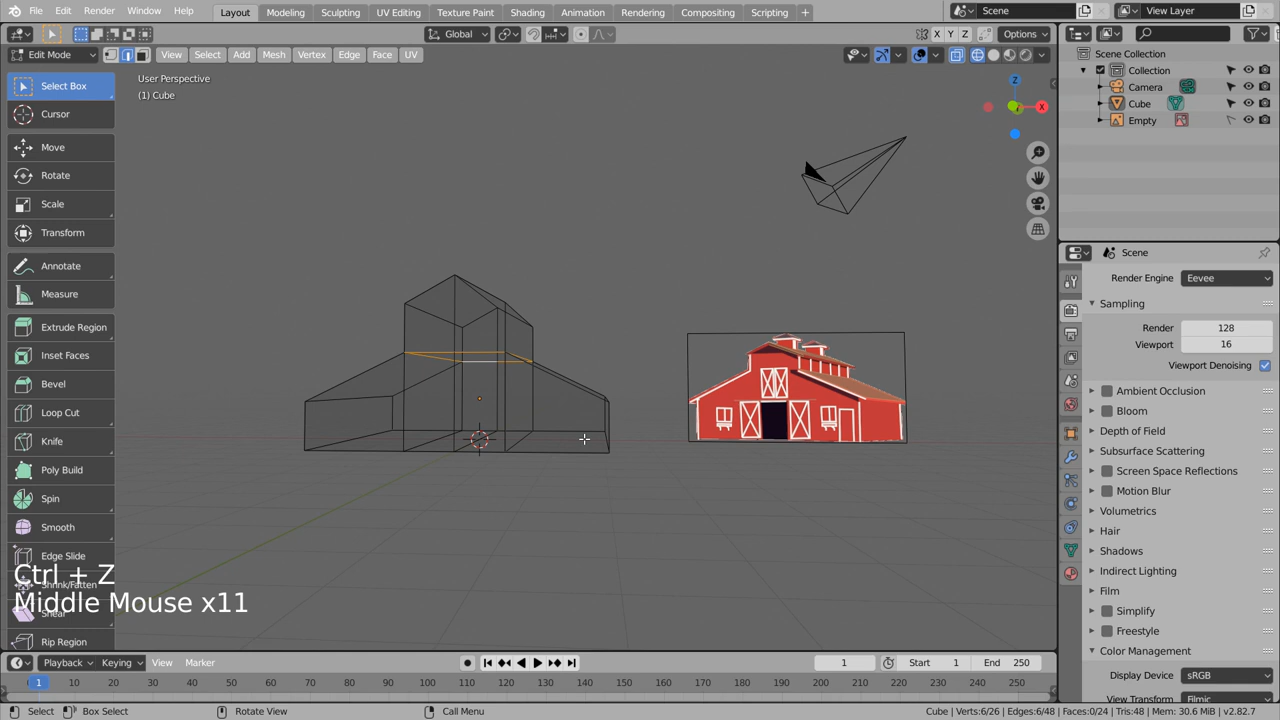 File Edit Render Window Help Layout Modeling Sculpting UV Editing Texture Paint Shading Animation Rendering Compositing Scripting + Scene View Layer
Global X Y Z Options
Edit Mode View Select Add Mesh Vertex Edge Face UV
Scene Collection
Collection
Camera
Cube
Empty
User Perspective
(1) Cube
Z
X
Select Box
Cursor
Move
Rotate
Scale
Transform
Annotate
Measure
Extrude Region
Inset Faces
Bevel
Loop Cut
Knife
Poly Build
Spin
Smooth
Edge Slide
Shrink/Fatten
Shear
Rip Region
Ctrl + Z
Middle Mouse x11
Scene
Render Engine Eevee
Sampling
Render 128
Viewport 16
Viewport Denoising
Ambient Occlusion
Bloom
Depth of Field
Subsurface Scattering
Screen Space Reflections
Motion Blur
Volumetrics
Hair
Shadows
Indirect Lighting
Film
Simplify
Freestyle
Color Management
Display Device sRGB
View Transform Filmic
Playback Keying View Marker 1 Start 1 End 250
1 10 20 30 40 50 60 70 80 90 100 110 120 130 140 150 160 170 180 190 200 210 220 230 240 250
Select Box Select Rotate View Call Menu Cube | Verts:6/26 | Edges:6/48 | Faces:0/24 | Tris:48 | Mem: 30.6 MiB | v2.82.7